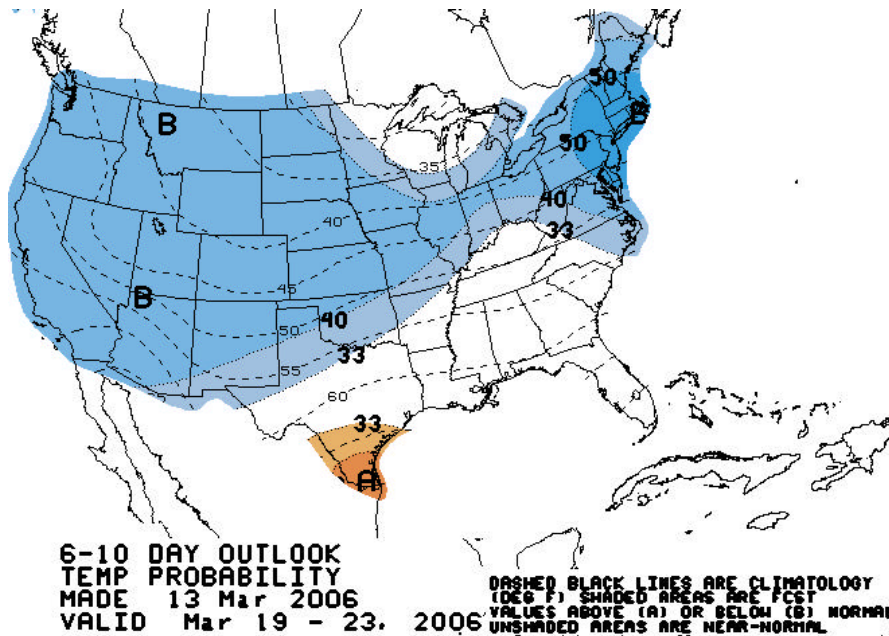 50
B
B
50
35
40
40
33
45
B
50
40
33
55
60
33
A
6-10 DAY OUTLOOK
TEMP PROBABILITY
MADE 13 Mar 2006
VALID Mar 19 - 23, 2006
DASHED BLACK LINES ARE CLIMATOLOGY
(DEG F) SHADED AREAS ARE FCST
VALUES ABOVE (A) OR BELOW (B) NORMAL
UNSHADED AREAS ARE NEAR-NORMAL